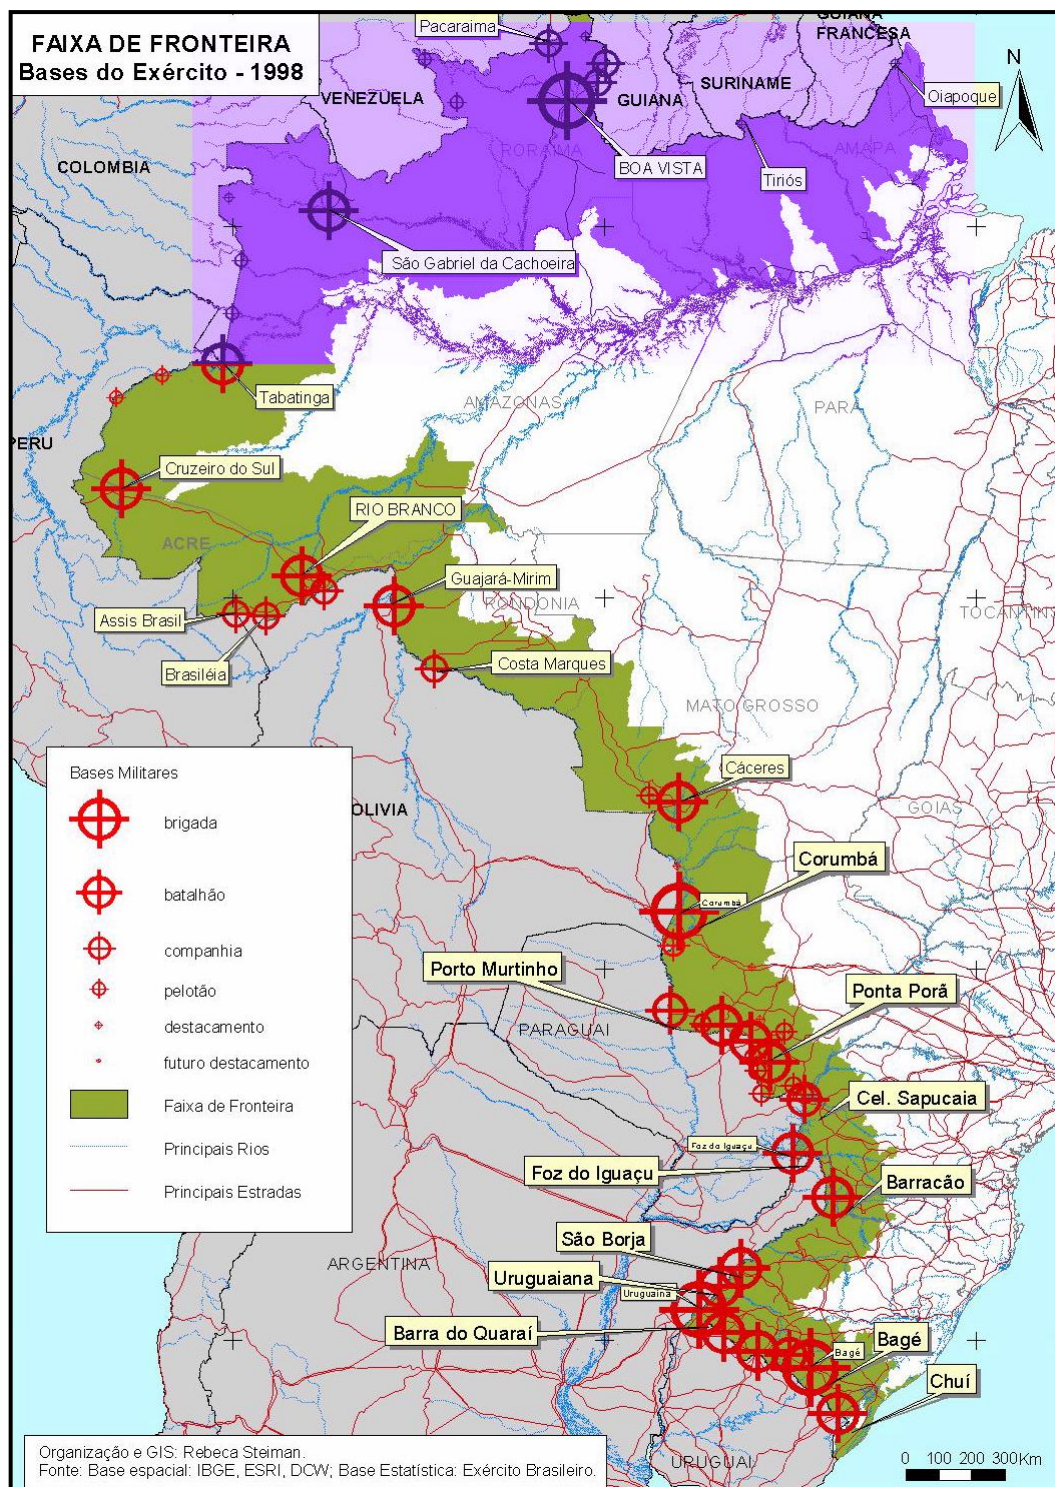 FAIXA DE FRONTEIRA
Bases do Exército - 1998
Pacaraima
GUIANA
FRANCESA
N
VENEZUELA
GUIANA
SURINAME
Oiapoque
COLOMBIA
RORAIMA
BOA VISTA
Tiriós
AMAPA
São Gabriel da Cachoeira
Tabatinga
AMAZONAS
PARÁ
PERU
Cruzeiro do Sul
RIO BRANCO
ACRE
Guajará-Mirim
RONDONIA
Assis Brasil
TOCANTIN
Brasiléia
Costa Marques
MATO GROSSO
Cáceres
OLIVIA
GOIAS
Corumbá
Corumbá
Porto Murtinho
Ponta Porã
PARAGUAI
Cel. Sapucaia
Foz do Iguaçu
Foz do Iguaçu
Barracão
São Borja
ARGENTINA
Uruguaiana
Uruguaina
Barra do Quaraí
Bagé
Bagé
Chuí
URUGUAI
Bases Militares
brigada
batalhão
companhia
pelotão
destacamento
futuro destacamento
Faixa de Fronteira
Principais Rios
Principais Estradas
Organização e GIS: Rebeca Steiman.
Fonte: Base espacial: IBGE, ESRI, DCW; Base Estatística: Exército Brasileiro.
0 100 200 300Km